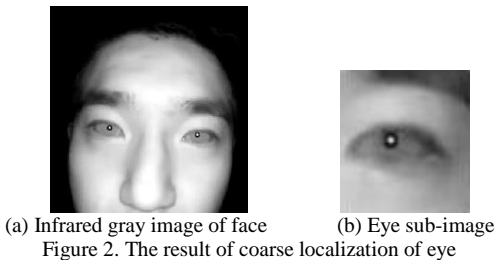 (a) Infrared gray image of face
(b) Eye sub-image
Figure 2. The result of coarse localization of eye